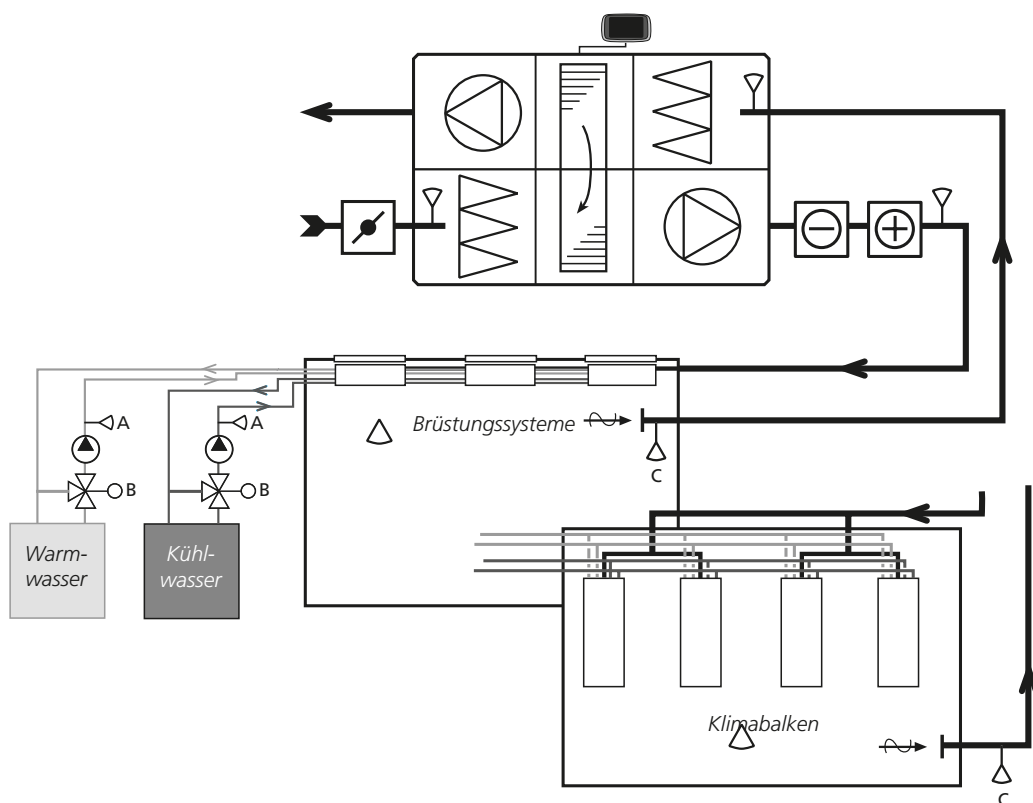 A
A
Brüstungssysteme
C
B
B
Warm-
wasser
Kühl-
wasser
Klimabalken
C